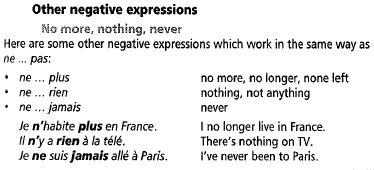 Other negative expressions
No more, nothing, never
Here are some other negative expressions which work in the same way as
ne ... pas:
• ne ... plus no more, no longer, none left
• ne ... rien nothing, not anything
• ne ... jamais never
Je n'habite plus en France. I no longer live in France.
Il n'y a rien à la télé. There's nothing on TV.
Je ne suis jamais allé à Paris. I've never been to Paris.